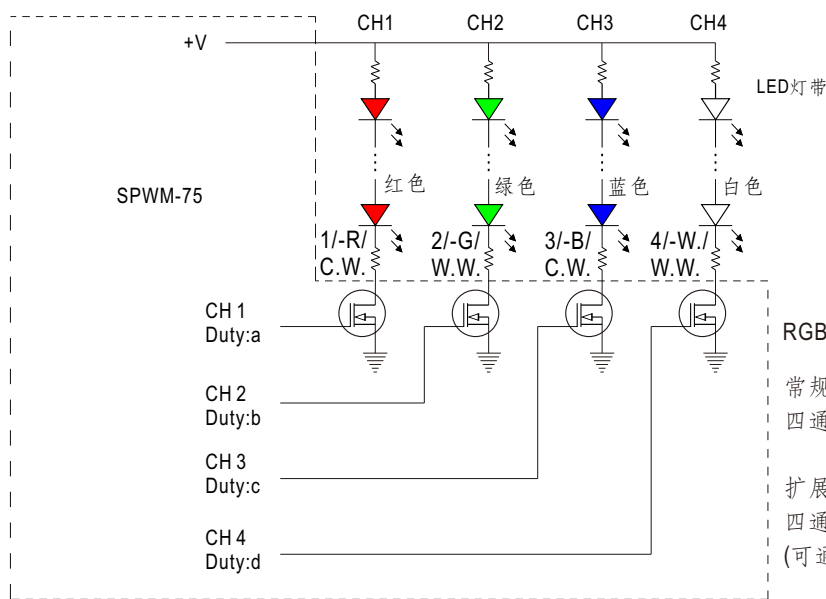 CH1 CH2 CH3 CH4
+V
LED灯带
SPWM-75
红色 绿色 蓝色 白色
1/-R/ 2/-G/ 3/-B/ 4/-W./
C.W. W.W. C.W. W.W.
CH 1
Duty:a
CH 2
Duty:b
CH 3
Duty:c
CH 4
Duty:d
RGB
常规
四通
扩展
四通
(可通